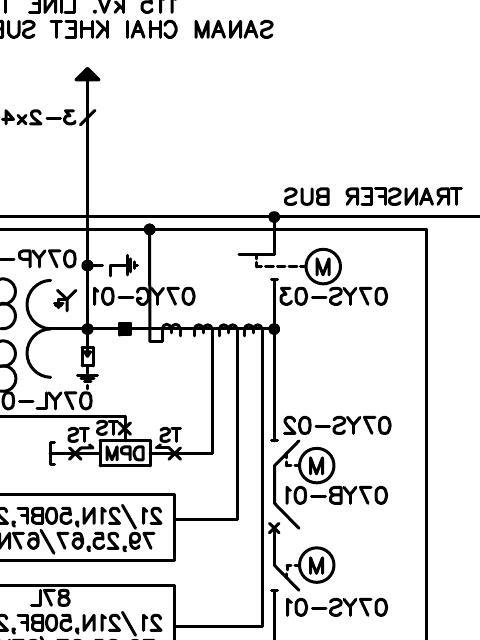 115 kV. LINE
SANAM CHAI KHET SUB
3-2x4
TRANSFER BUS
07YP-
M
07YG-01
07YS-03
07YL-0
TS
TS
TS
DPM
07YS-02
M
07YB-01
21/21N,50BF,2
79,25,67/67N
M
07YS-01
87L
21/21N,50BF,2